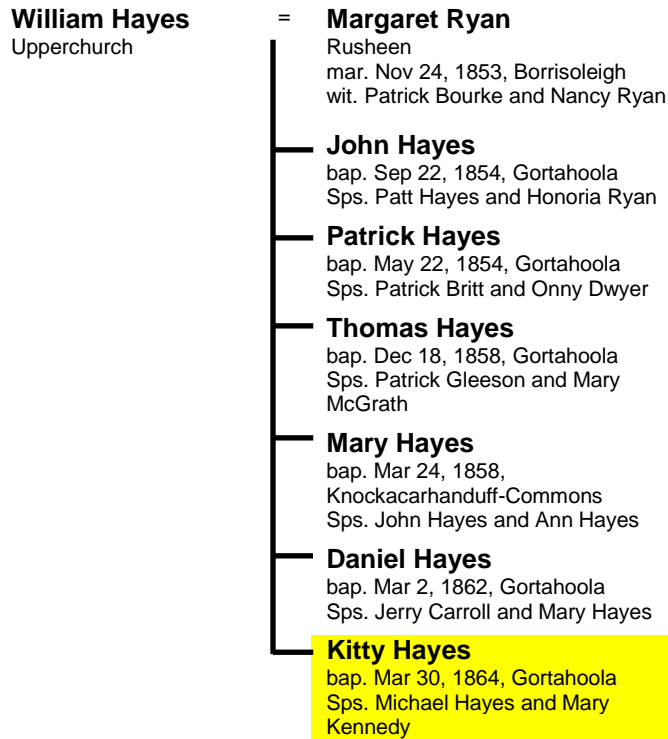 William Hayes = Margaret Ryan
Upperchurch
Rusheen
mar. Nov 24, 1853, Borrisoleigh
wit. Patrick Bourke and Nancy Ryan
John Hayes
bap. Sep 22, 1854, Gortahoola
Sps. Patt Hayes and Honoria Ryan
Patrick Hayes
bap. May 22, 1854, Gortahoola
Sps. Patrick Britt and Onny Dwyer
Thomas Hayes
bap. Dec 18, 1858, Gortahoola
Sps. Patrick Gleeson and Mary
McGrath
Mary Hayes
bap. Mar 24, 1858,
Knockacarhanduff-Commons
Sps. John Hayes and Ann Hayes
Daniel Hayes
bap. Mar 2, 1862, Gortahoola
Sps. Jerry Carroll and Mary Hayes
Kitty Hayes
bap. Mar 30, 1864, Gortahoola
Sps. Michael Hayes and Mary
Kennedy